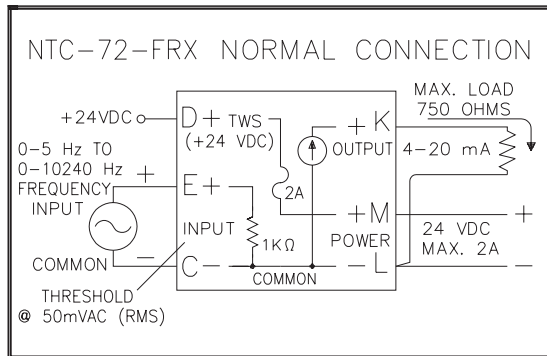 NTC-72-FRX NORMAL CONNECTION
MAX. LOAD
750 OHMS
+24VDC
D+ TWS
(+24 VDC)
+ K
OUTPUT
4-20 mA
0-5 Hz TO
0-10240 Hz
FREQUENCY
INPUT
+
E+
2A
INPUT
1KΩ
+M
POWER
24 VDC
MAX. 2A
+
COMMON
−
C−
COMMON
−L
−
THRESHOLD
@ 50mVAC (RMS)